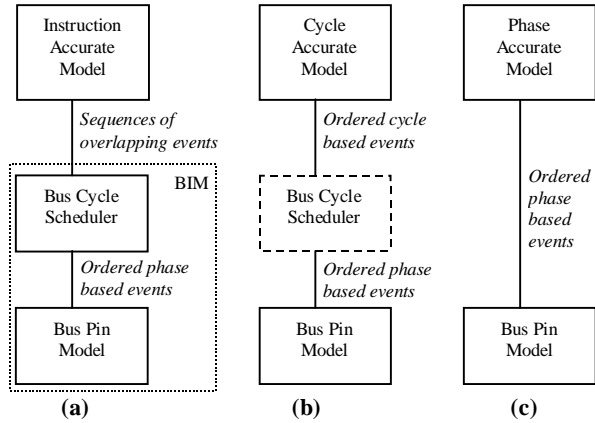 Instruction
Accurate
Model
Sequences of
overlapping events
BIM
Bus Cycle
Scheduler
Ordered phase
based events
Bus Pin
Model
(a)
Cycle
Accurate
Model
Ordered cycle
based events
Bus Cycle
Scheduler
Ordered phase
based events
Bus Pin
Model
(b)
Phase
Accurate
Model
Ordered
phase
based
events
Bus Pin
Model
(c)